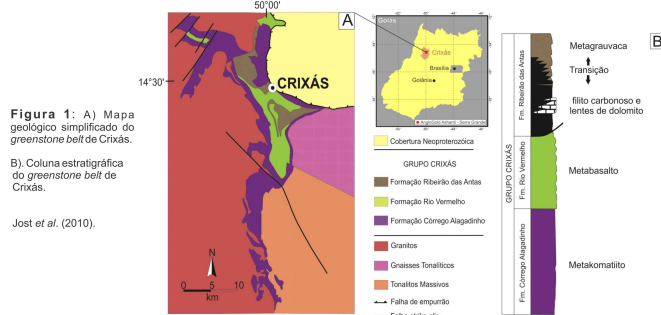 Figura 1: A) Mapa
geológico simplificado do
greenstone belt de Crixás.
B). Coluna estratigráfica
do greenstone belt de
Crixás.
Jost et al. (2010).
50°00'
14°30'
A
CRIXÁS
N
0 5 10
km
Goiás
Crixás
Brasília
Goiânia
AngloGold Ashanti - Serra Grande
Cobertura Neoproterozóica
GRUPO CRIXÁS
Formação Ribeirão das Antas
Formação Rio Vermelho
Formação Córrego Alagadinho
Granitos
Gnaisses Tonalíticos
Tonalitos Massivos
Falha de empurrão
B
GRUPO CRIXÁS
Fm. Ribeirão das Antas
Fm. Rio Vermelho
Fm. Córrego Alagadinho
Metagrauvaca
Transição
filito carbonoso e
lentes de dolomito
Metabasalto
Metakomatiito